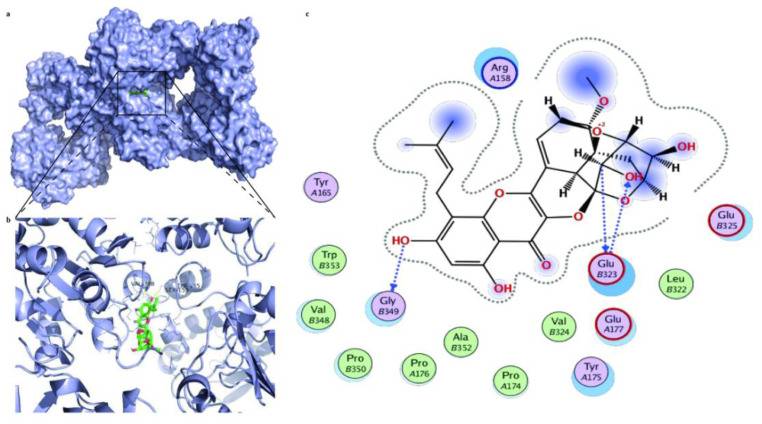 a
c
Arg
A158
O
O
+3
H
H
H
OH
H
OH
O
H
H
Tyr
A165
O
O
Glu
B325
HO
Trp
B353
O
Glu
B323
Leu
B322
OH
Gly
B349
b
Val
B348
Val
B324
Glu
A177
Ala
B352
Pro
B350
Pro
A176
Pro
A174
Tyr
A175